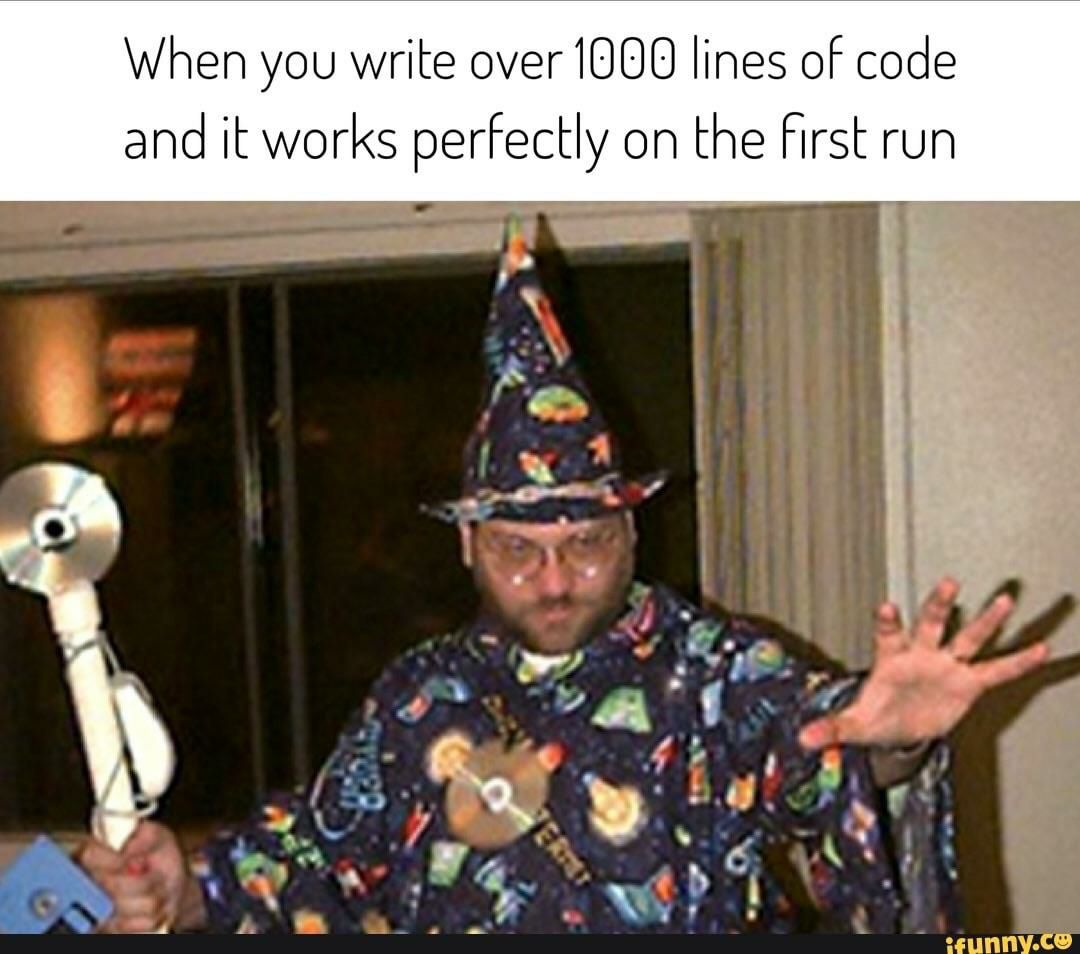 When you write over 1000 lines of code
and it works perfectly on the first run
ifunny.co